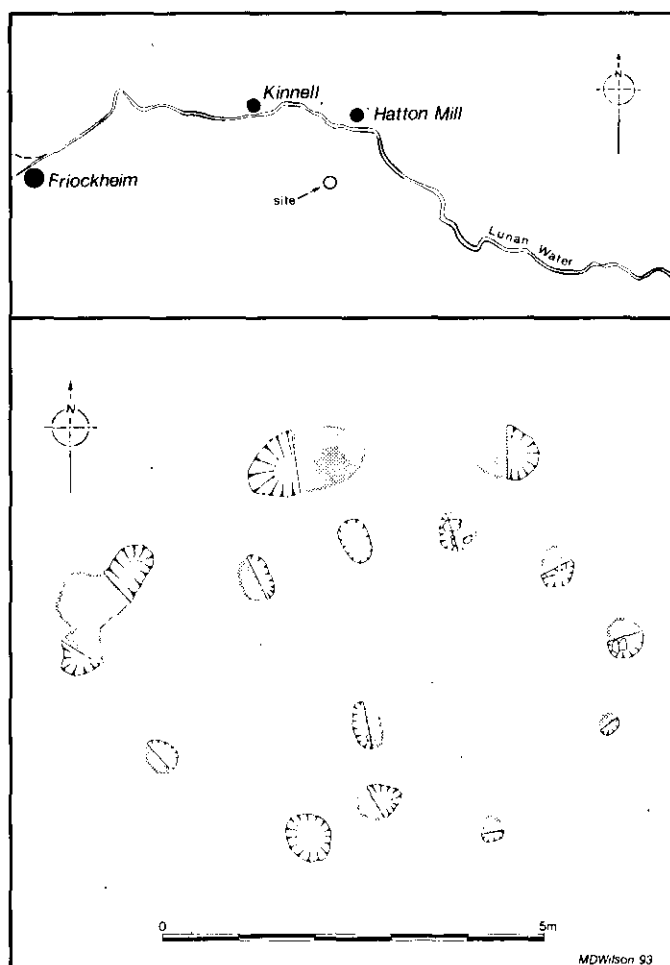 Kinnell
N
Hatton Mill
Friockheim
site
Lunan Water
N
0 5m
MDWilson 93